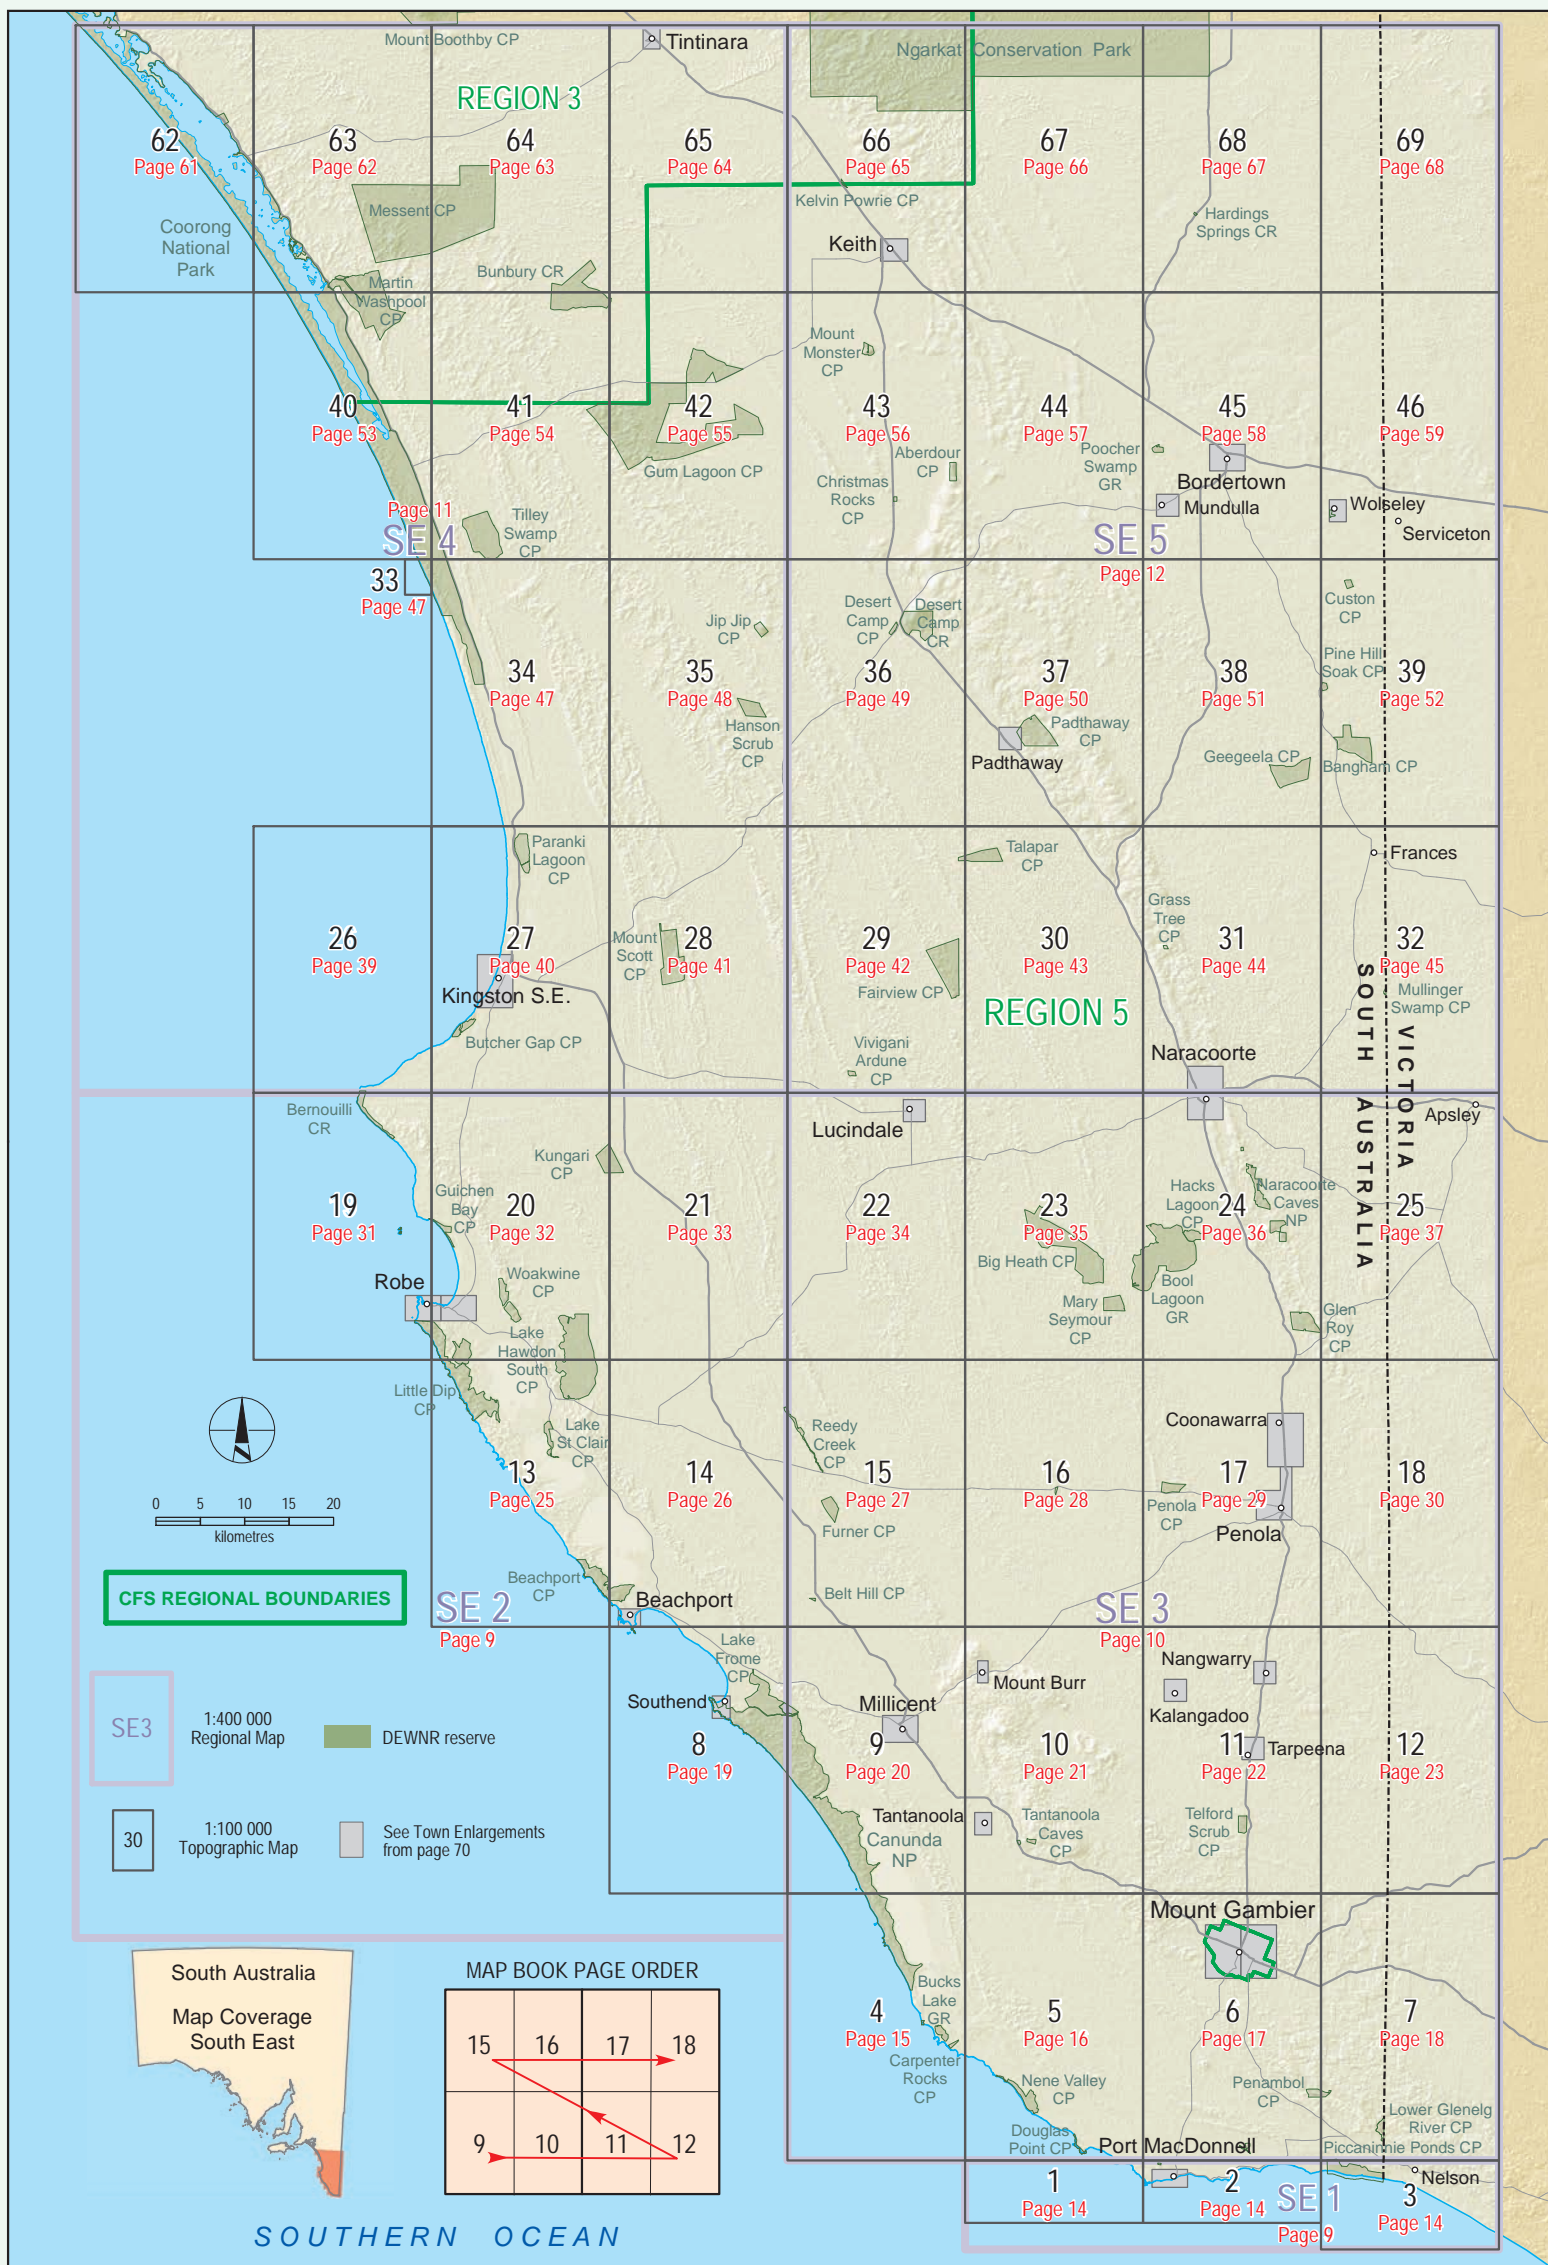 Mount Boothby CP
Tintinara
Ngarkat Conservation Park
REGION 3
62
Page 61
63
Page 62
64
Page 63
65
Page 64
66
Page 65
67
Page 66
68
Page 67
69
Page 68
Messent CP
Kelvin Powrie CP
Hardings
Springs CR
Coorong
National
Park
Keith
Martin
Washpool
CP
Bunbury CR
Mount
Monster
CP
40
Page 53
41
Page 54
42
Page 55
43
Page 56
44
Page 57
45
Page 58
46
Page 59
Gum Lagoon CP
Aberdour
CP
Christmas
Rocks
CP
Poocher
Swamp
GR
Bordertown
Mundulla
Wolseley
Serviceton
Page 11
SE 4
Tilley
Swamp
CP
SE 5
Page 12
33
Page 47
Jip Jip
CP
Desert
Camp
CP
Desert
Camp
CR
Custon
CP
Pine Hill
Soak CP
34
Page 47
35
Page 48
36
Page 49
37
Page 50
38
Page 51
39
Page 52
Hanson
Scrub
CP
Padthaway
CP
Padthaway
Geegeela CP
Bangham CP
Paranki
Lagoon
CP
Talapar
CP
Frances
Grass
Tree
CP
26
Page 39
27
Page 40
Mount
Scott
CP
28
Page 41
29
Page 42
30
Page 43
31
Page 44
32
Page 45
Kingston S.E.
Fairview CP
REGION 5
Mullinger
Swamp CP
SOUTH AUSTRALIA
VICTORIA
Butcher Gap CP
Vivigani
Ardune
CP
Naracoorte
Bernouilli
CR
Lucindale
Apsley
Kungari
CP
Guichen
Bay
CP
19
Page 31
20
Page 32
21
Page 33
22
Page 34
23
Page 35
Hacks
Lagoon
CP
24
Page 36
Naracoorte
Caves
NP
25
Page 37
Big Heath CP
Robe
Woakwine
CP
Mary
Seymour
CP
Bool
Lagoon
GR
Glen
Roy
CP
Lake
Hawdon
South
CP
Little Dip
CP
Lake
St Clair
CP
Reedy
Creek
CP
Coonawarra
13
Page 25
14
Page 26
15
Page 27
16
Page 28
17
Page 29
18
Page 30
Furner CP
Penola
CP
Penola
0 5 10 15 20
kilometres
Beachport
CP
Belt Hill CP
CFS REGIONAL BOUNDARIES
SE 2
Page 9
Beachport
SE 3
Page 10
Lake
Frome
CP
Nangwarry
Mount Burr
Southend
Millicent
Kalangadoo
SE3
1:400 000
Regional Map
DEWNR reserve
8
Page 19
9
Page 20
10
Page 21
11
Page 22
Tarpeena
12
Page 23
30
1:100 000
Topographic Map
See Town Enlargements
from page 70
Tantanoola
Canunda
NP
Tantanoola
Caves
CP
Telford
Scrub
CP
Mount Gambier
South Australia
Map Coverage
South East
MAP BOOK PAGE ORDER
15 16 17 18
9 10 11 12
Bucks
Lake
GR
4
Page 15
5
Page 16
6
Page 17
7
Page 18
Carpenter
Rocks
CP
Nene Valley
CP
Penambol
CP
Lower Glenelg
River CP
Douglas
Point CP
Port MacDonnell
Piccaninnie Ponds CP
Nelson
1
Page 14
2
Page 14
SE 1
Page 9
3
Page 14
SOUTHERN OCEAN